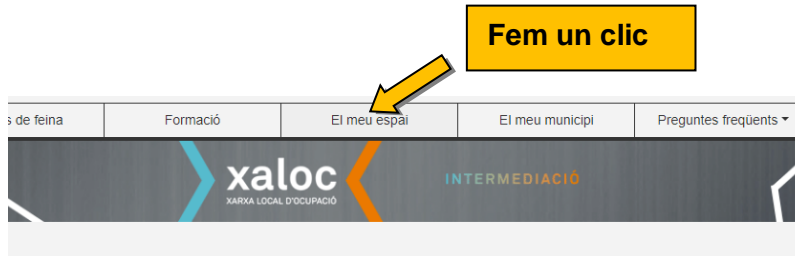 Fem un clic
s de feina Formació El meu espai El meu municipi Preguntes freqüents
xaloc INTERMEDIACIÓ
XARXA LOCAL D'OCUPACIÓ